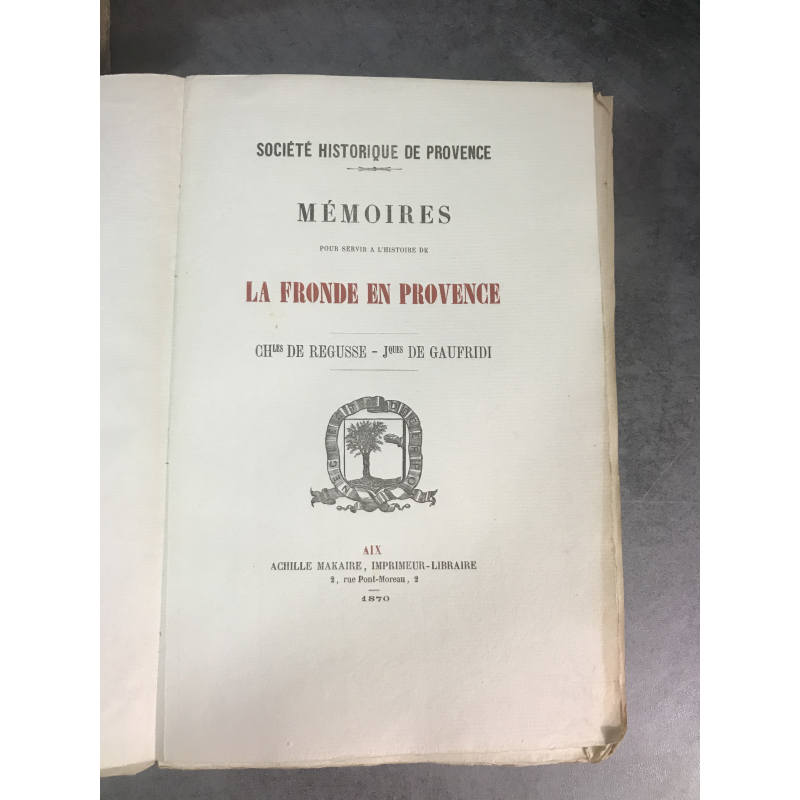 SOCIÉTÉ HISTORIQUE DE PROVENCE
MÉMOIRES
POUR SERVIR A L'HISTOIRE DE
LA FRONDE EN PROVENCE
CHLES DE REGUSSE – JQUES DE GAUFRIDI
AIX
ACHILLE MAKAIRE, IMPRIMEUR-LIBRAIRE
2, rue Pont-Moreau, 2
1870